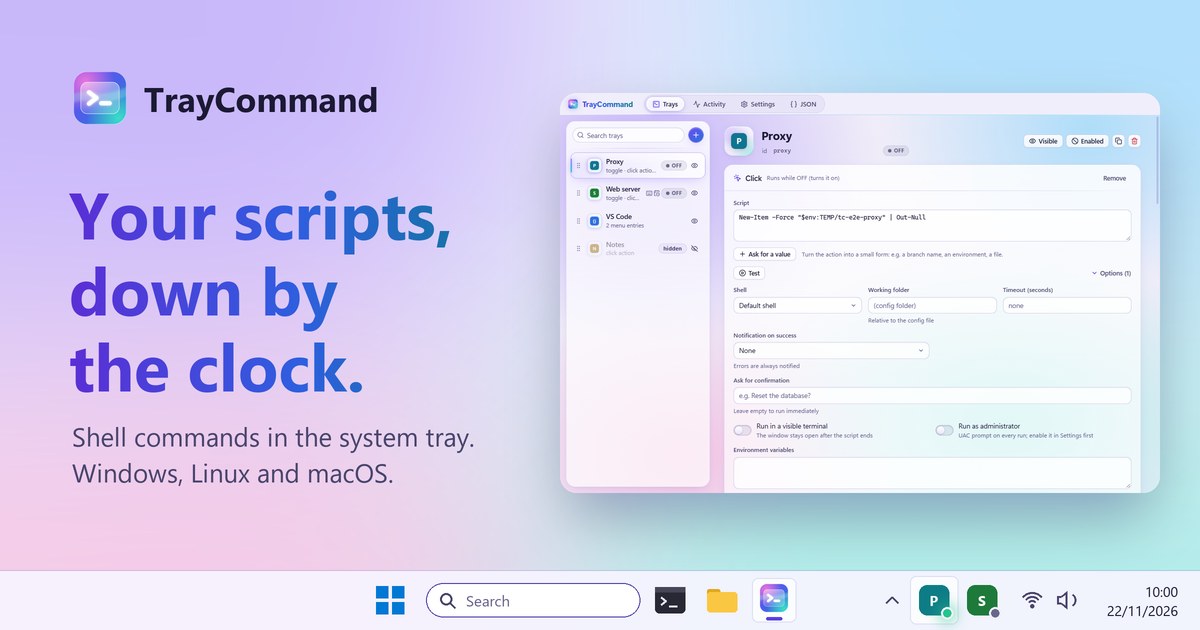 TrayCommand
Your scripts,
down by
the clock.
Shell commands in the system tray.
Windows, Linux and macOS.
TrayCommand
Trays
Activity
Settings
{ } JSON
Search trays
+
Proxy
toggle · click actio...
OFF
Web server
toggle · clic...
OFF
VS Code
2 menu entries
Notes
click action
hidden
P
Proxy
id proxy
OFF
Visible
Enabled
Click Runs while OFF (turns it on)
Remove
Script
New-Item -Force "$env:TEMP/tc-e2e-proxy" | Out-Null
+ Ask for a value
Turn the action into a small form: e.g. a branch name, an environment, a file.
Test
Options (1)
Shell
Working folder
Timeout (seconds)
Default shell
(config folder)
none
Relative to the config file
Notification on success
None
Errors are always notified
Ask for confirmation
e.g. Reset the database?
Leave empty to run immediately
Run in a visible terminal
The window stays open after the script ends
Run as administrator
UAC prompt on every run; enable it in Settings first
Environment variables
Search
P
S
10:00
22/11/2026